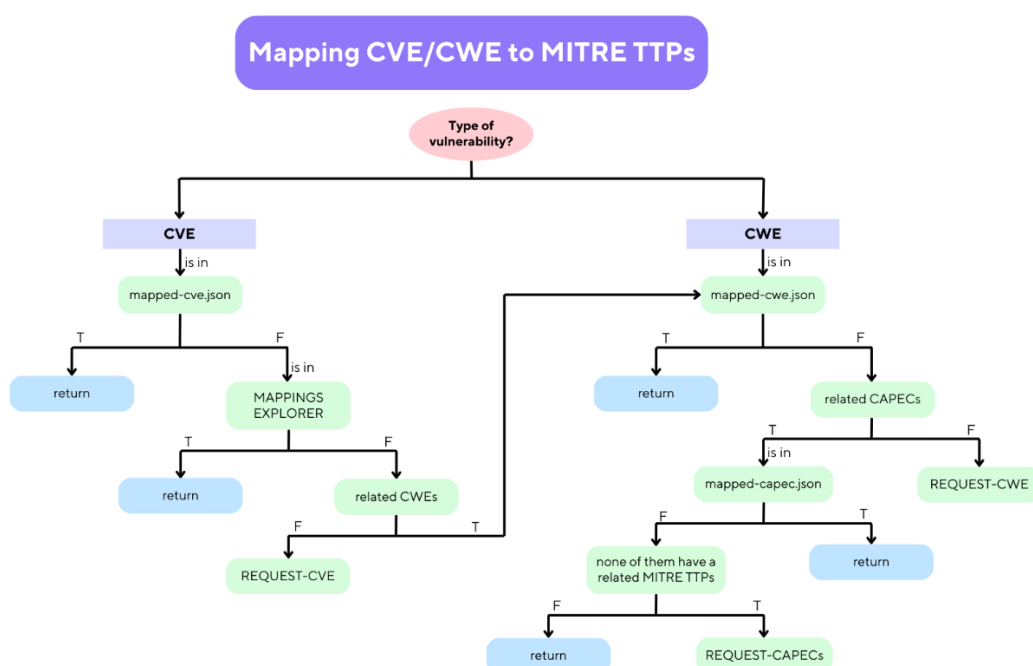 Mapping CVE/CWE to MITRE TTPs
Type of
vulnerability?
CVE
CWE
is in
is in
mapped-cve.json
mapped-cwe.json
T
F
T
F
is in
return
MAPPINGS
EXPLORER
return
related CAPECs
T
F
T
F
is in
return
related CWEs
mapped-capec.json
REQUEST-CWE
F
T
F
T
REQUEST-CVE
none of them have a
related MITRE TTPs
return
F
T
return
REQUEST-CAPECs